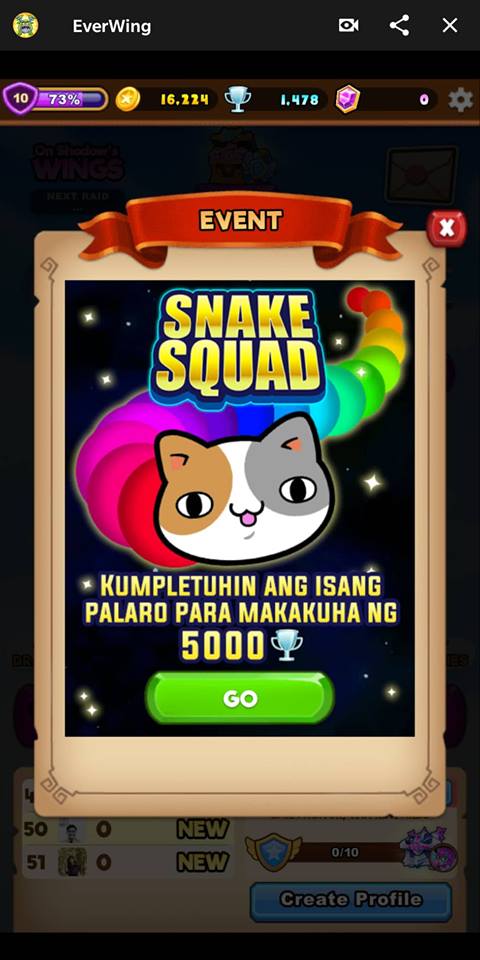 EverWing
10 73% 16,224 1,478 0
On Shadow's
WINGS
NEXT RAID
...
EVENT
SNAKE
SQUAD
KUMPLETUHIN ANG ISANG
PALARO PARA MAKAKUHA NG
5000
GO
50 0 NEW
51 0 NEW
0/10
Create Profile